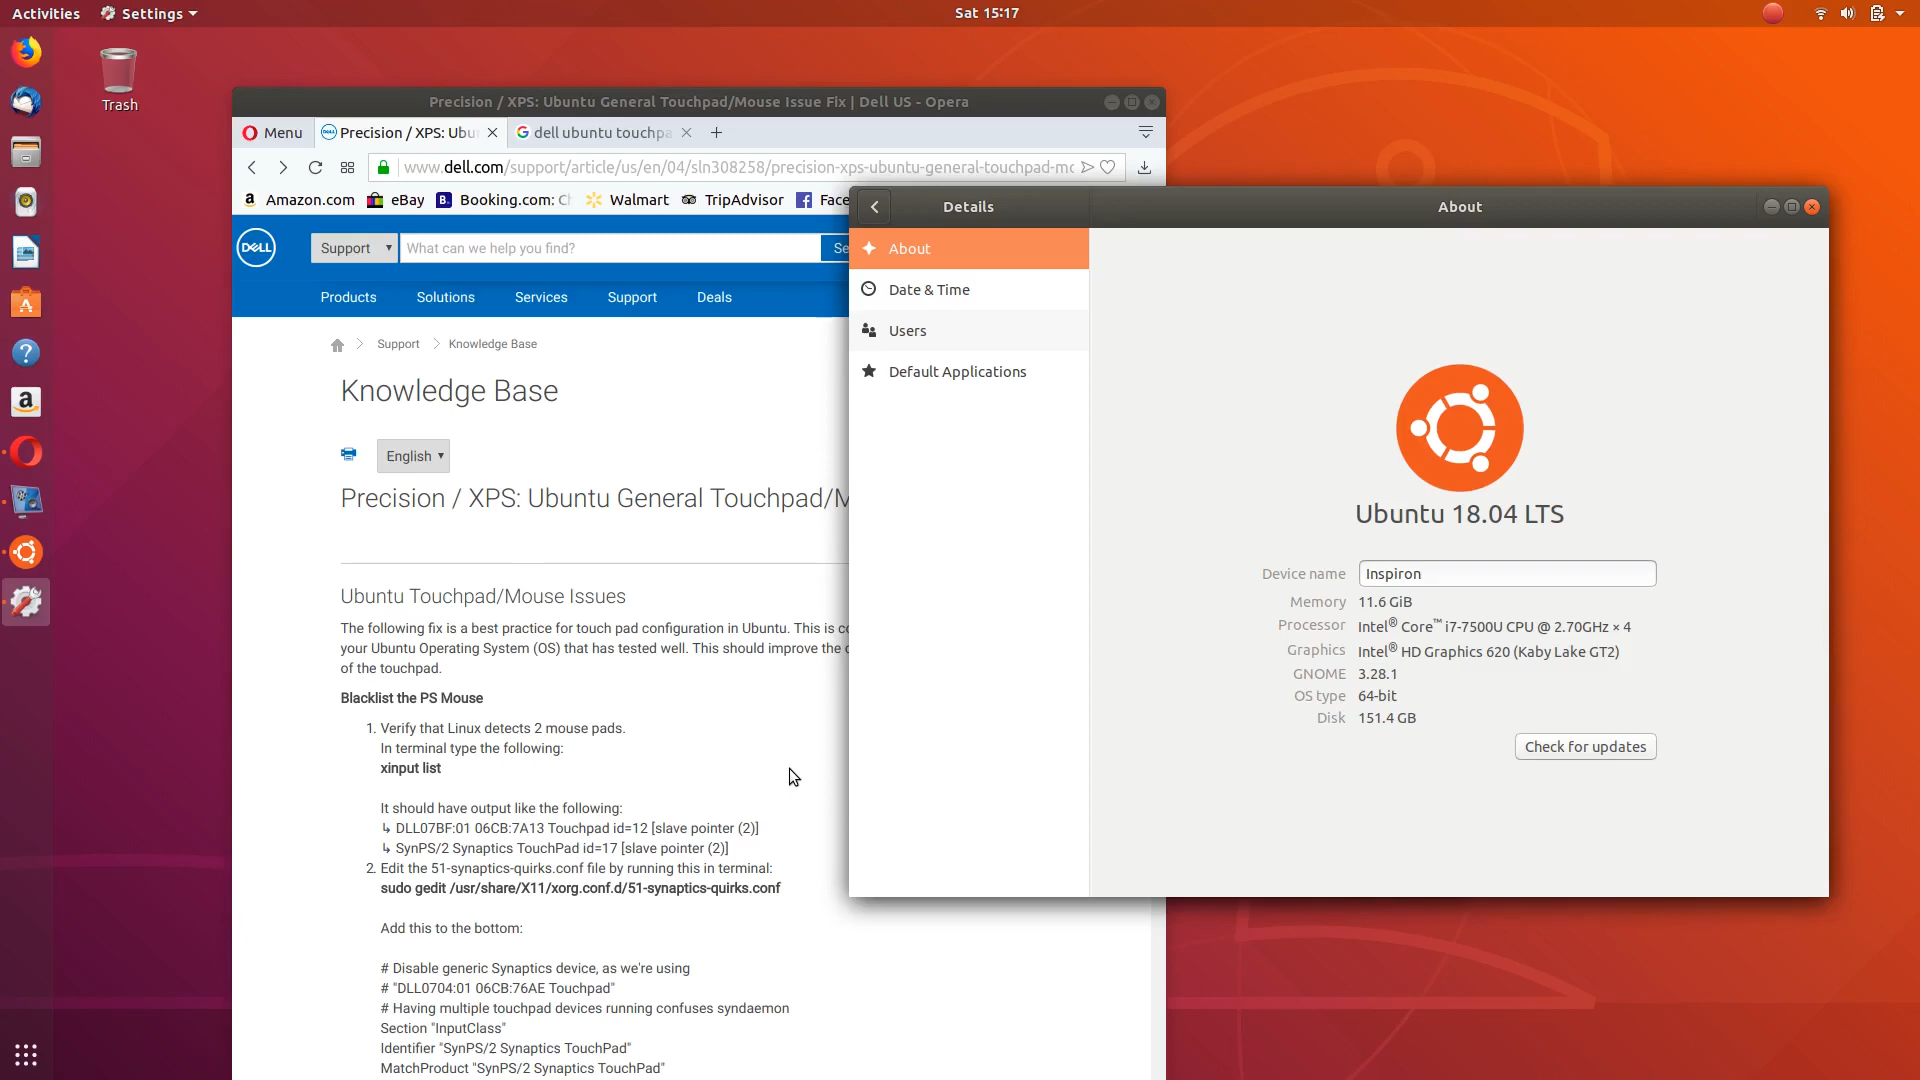 Activities
Settings
Sat 15:17
Trash
Precision / XPS: Ubuntu General Touchpad/Mouse Issue Fix | Dell US - Opera
Menu
Precision / XPS: Ubu
dell ubuntu touchpa
www.dell.com/support/article/us/en/04/sln308258/precision-xps-ubuntu-general-touchpad-mo
a Amazon.com
eBay
B. Booking.com: C
Walmart
TripAdvisor
Face
DELL
Support
What can we help you find?
Se
Products
Solutions
Services
Support
Deals
Support
Knowledge Base
Knowledge Base
English
Precision / XPS: Ubuntu General Touchpad/M
Ubuntu Touchpad/Mouse Issues
The following fix is a best practice for touch pad configuration in Ubuntu. This is co
your Ubuntu Operating System (OS) that has tested well. This should improve the
of the touchpad.
Blacklist the PS Mouse
1. Verify that Linux detects 2 mouse pads.
In terminal type the following:
xinput list
It should have output like the following:
↳ DLL07BF:01 06CB:7A13 Touchpad id=12 [slave pointer (2)]
↳ SynPS/2 Synaptics TouchPad id=17 [slave pointer (2)]
2. Edit the 51-synaptics-quirks.conf file by running this in terminal:
sudo gedit /usr/share/X11/xorg.conf.d/51-synaptics-quirks.conf
Add this to the bottom:
# Disable generic Synaptics device, as we're using
# "DLL0704:01 06CB:76AE Touchpad"
# Having multiple touchpad devices running confuses syndaemon
Section "InputClass"
Identifier "SynPS/2 Synaptics TouchPad"
MatchProduct "SynPS/2 Synaptics TouchPad"
Details
About
About
Date & Time
Users
Default Applications
Ubuntu 18.04 LTS
Device name Inspiron
Memory 11.6 GiB
Processor Intel® Core™ i7-7500U CPU @ 2.70GHz × 4
Graphics Intel® HD Graphics 620 (Kaby Lake GT2)
GNOME 3.28.1
OS type 64-bit
Disk 151.4 GB
Check for updates